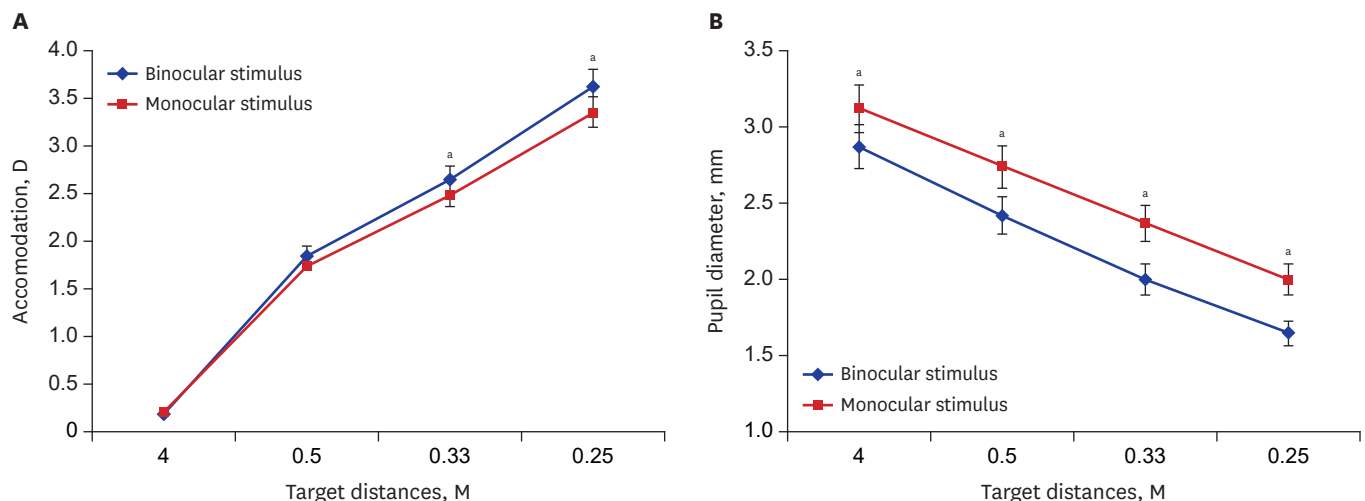 A
4.0
3.5
3.0
2.5
2.0
1.5
1.0
0.5
0
Accomodation, D
Binocular stimulus
Monocular stimulus
a
a
4 0.5 0.33 0.25
Target distances, M
B
3.5
3.0
2.5
2.0
1.5
1.0
Pupil diameter, mm
a
a
a
a
Binocular stimulus
Monocular stimulus
4 0.5 0.33 0.25
Target distances, M